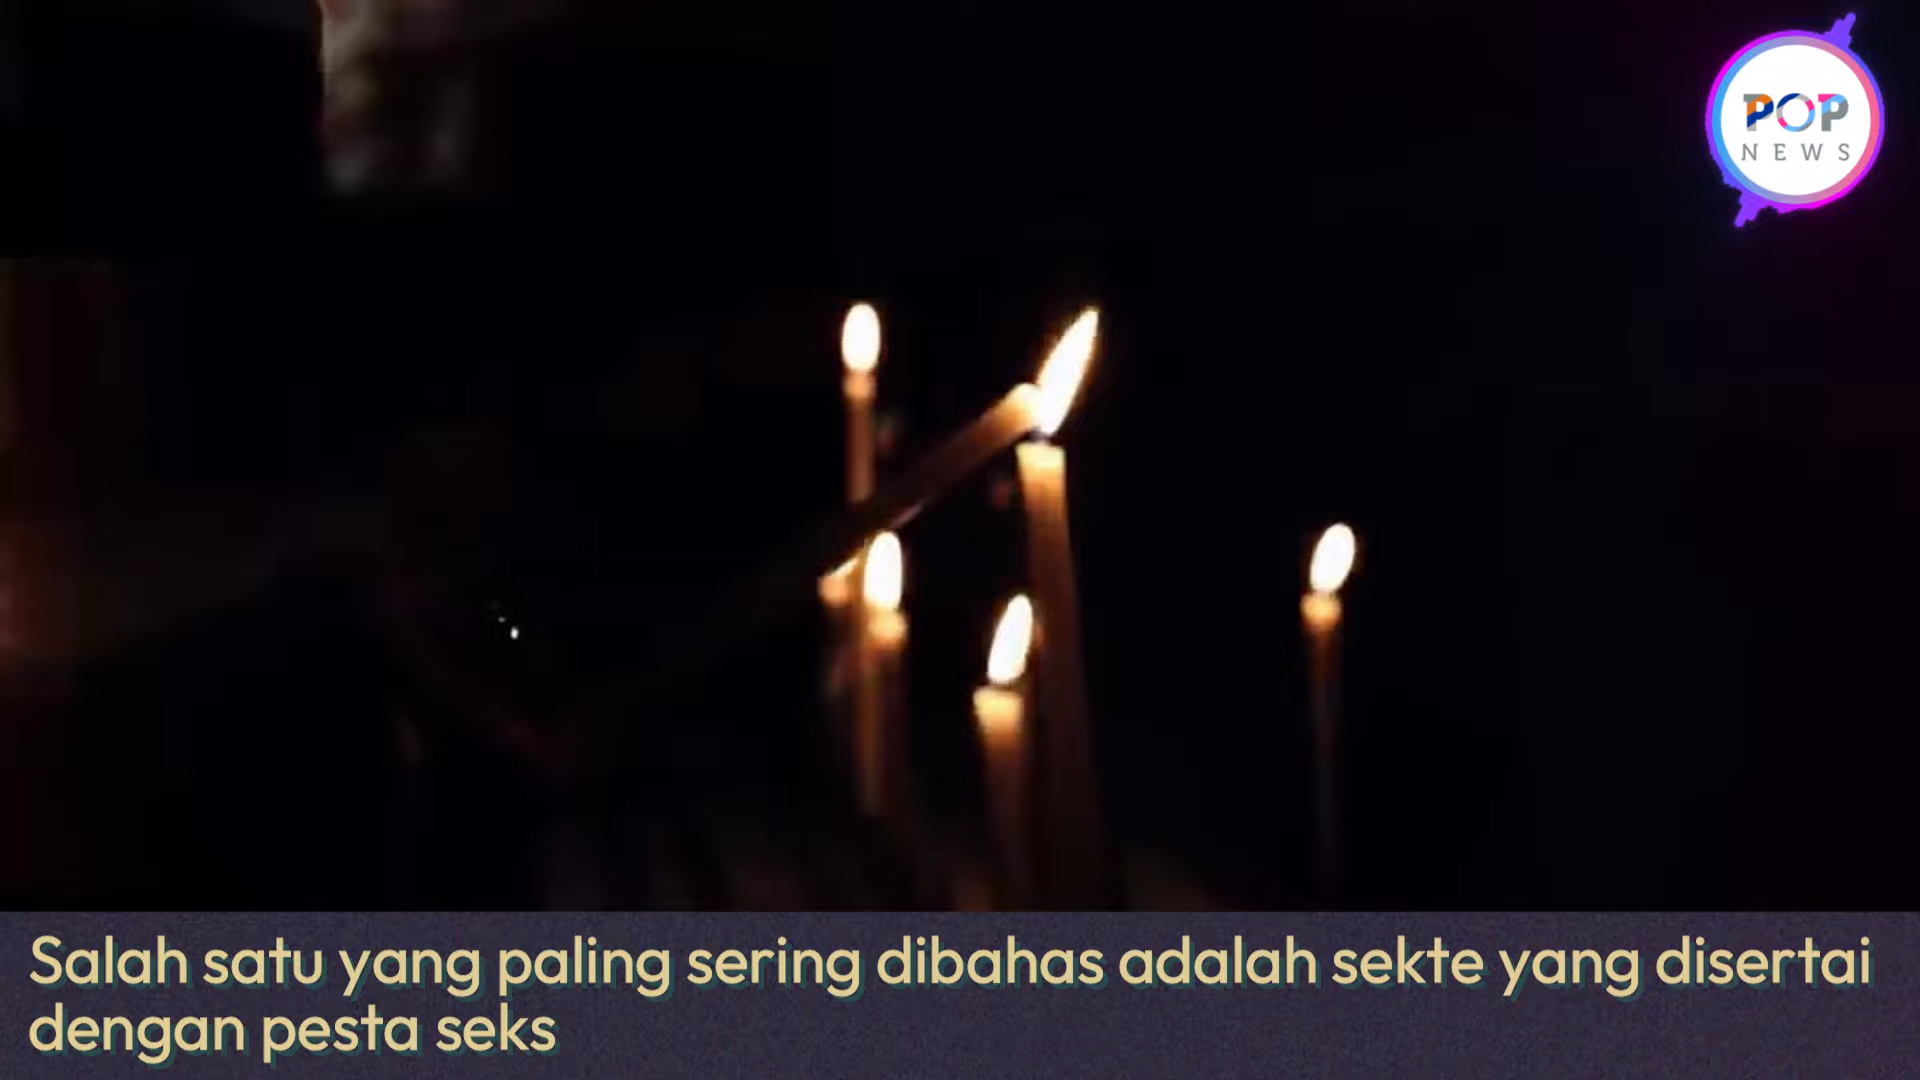 POP
NEWS
Salah satu yang paling sering dibahas adalah sekte yang disertai
dengan pesta seks